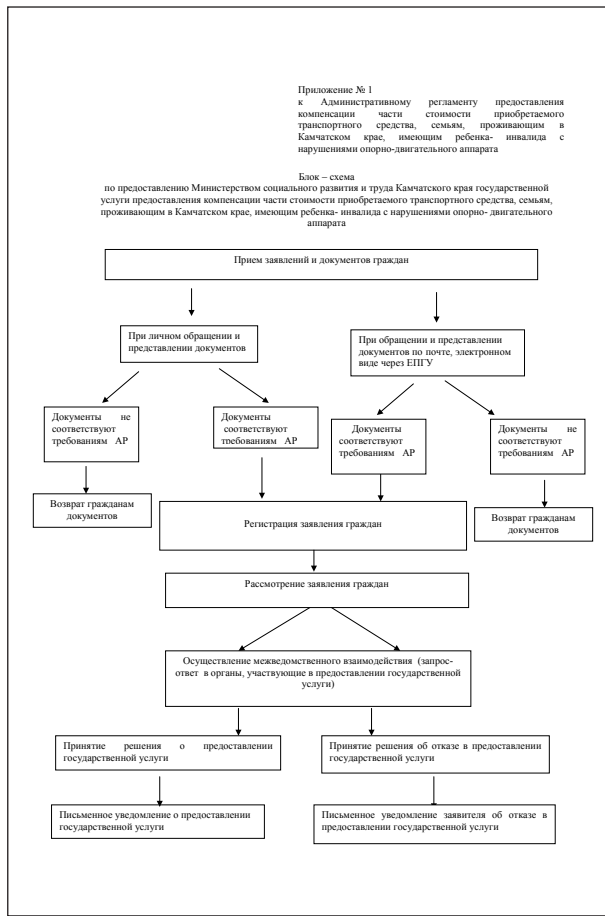 Приложение № 1
к Административному регламенту предоставления
компенсации части стоимости приобретаемого
транспортного средства, семьям, проживающим в
Камчатском крае, имеющим ребенка- инвалида с
нарушениями опорно-двигательного аппарата
Блок – схема
по предоставлению Министерством социального развития и труда Камчатского края государственной
услуги предоставления компенсации части стоимости приобретаемого транспортного средства, семьям,
проживающим в Камчатском крае, имеющим ребенка- инвалида с нарушениями опорно- двигательного
аппарата
Прием заявлений и документов граждан
При личном обращении и
представлении документов
При обращении и представлении
документов по почте, электронном
виде через ЕПГУ
Документы не
соответствуют
требованиям АР
Документы
соответствуют
требованиям АР
Документы
соответствуют
требованиям АР
Документы не
соответствуют
требованиям АР
Возврат гражданам
документов
Регистрация заявления граждан
Возврат гражданам
документов
Рассмотрение заявления граждан
Осуществление межведомственного взаимодействия (запрос-
ответ в органы, участвующие в предоставлении государственной
услуги)
Принятие решения о предоставлении
государственной услуги
Принятие решения об отказе в предоставлении
государственной услуги
Письменное уведомление о предоставлении
государственной услуги
Письменное уведомление заявителя об отказе в
предоставлении государственной услуги